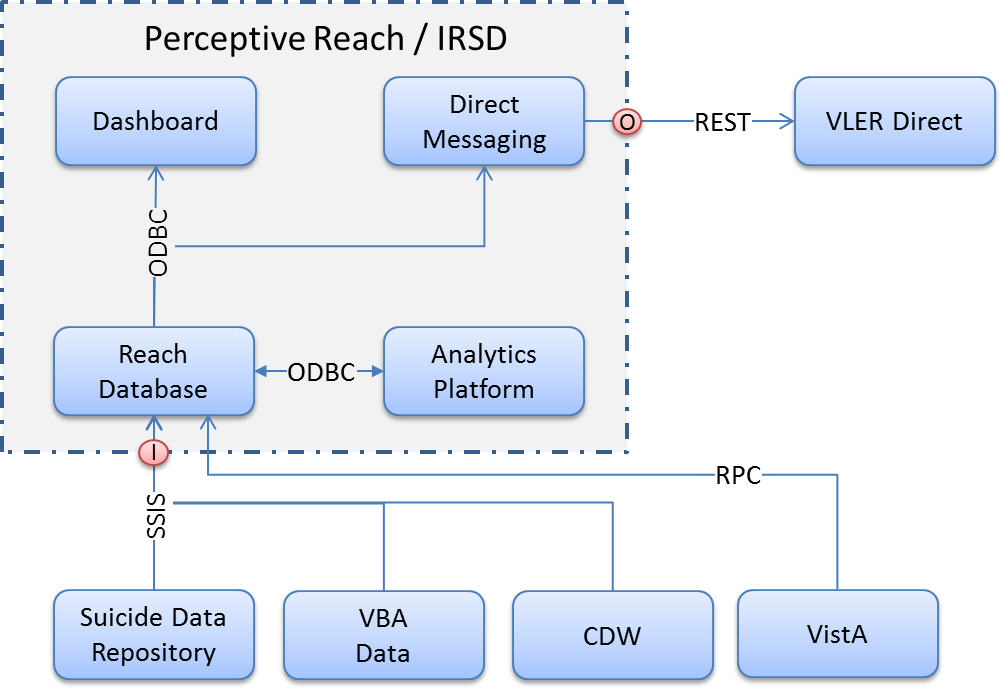 Perceptive Reach / IRSD
Dashboard
Direct
Messaging
O
REST
VLER Direct
ODBC
Reach
Database
ODBC
Analytics
Platform
I
RPC
SSIS
Suicide Data
Repository
VBA
Data
CDW
VistA